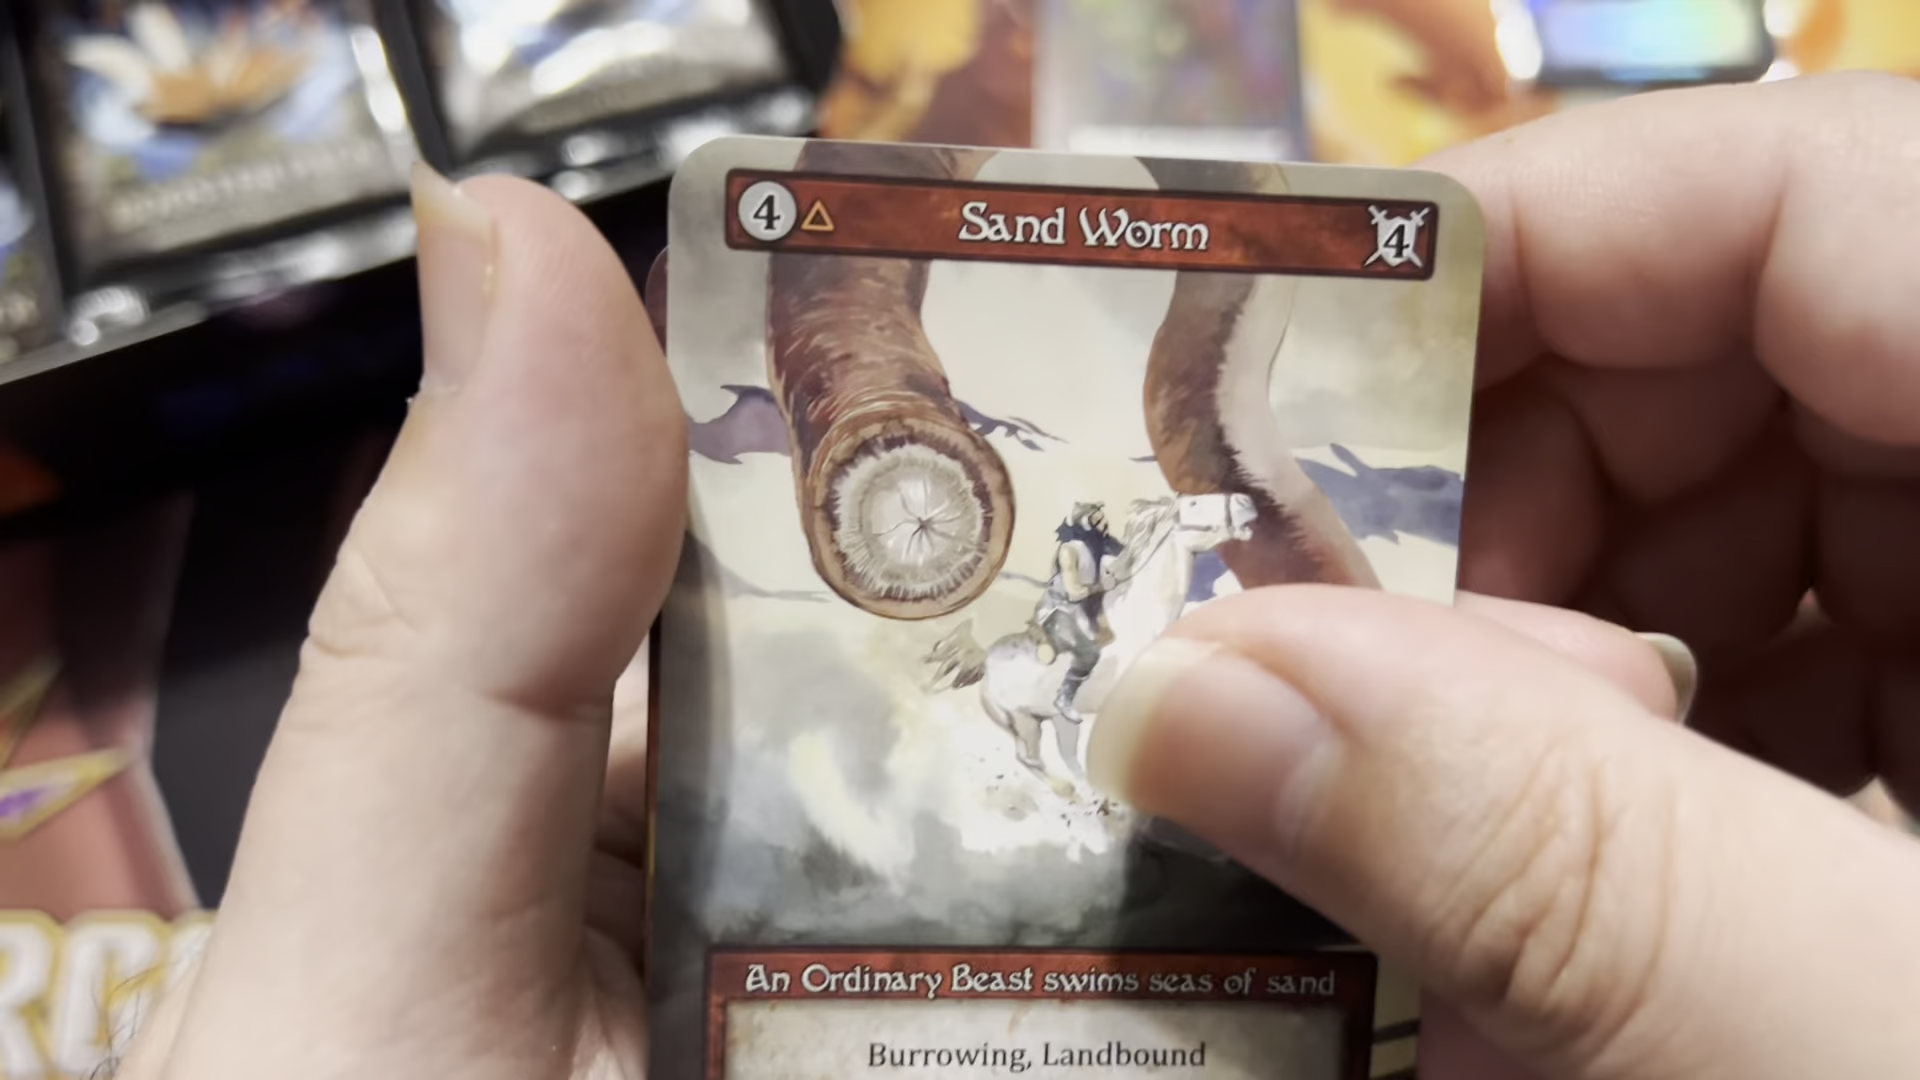 4 Sand Worm 4
An Ordinary Beast swims seas of sand
Burrowing, Landbound